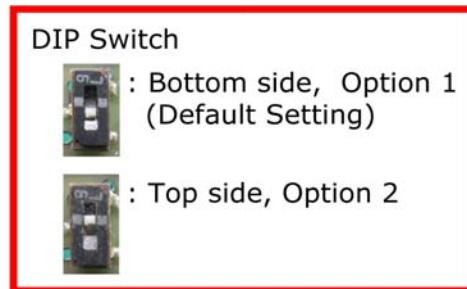 DIP Switch
: Bottom side, Option 1
(Default Setting)
: Top side, Option 2